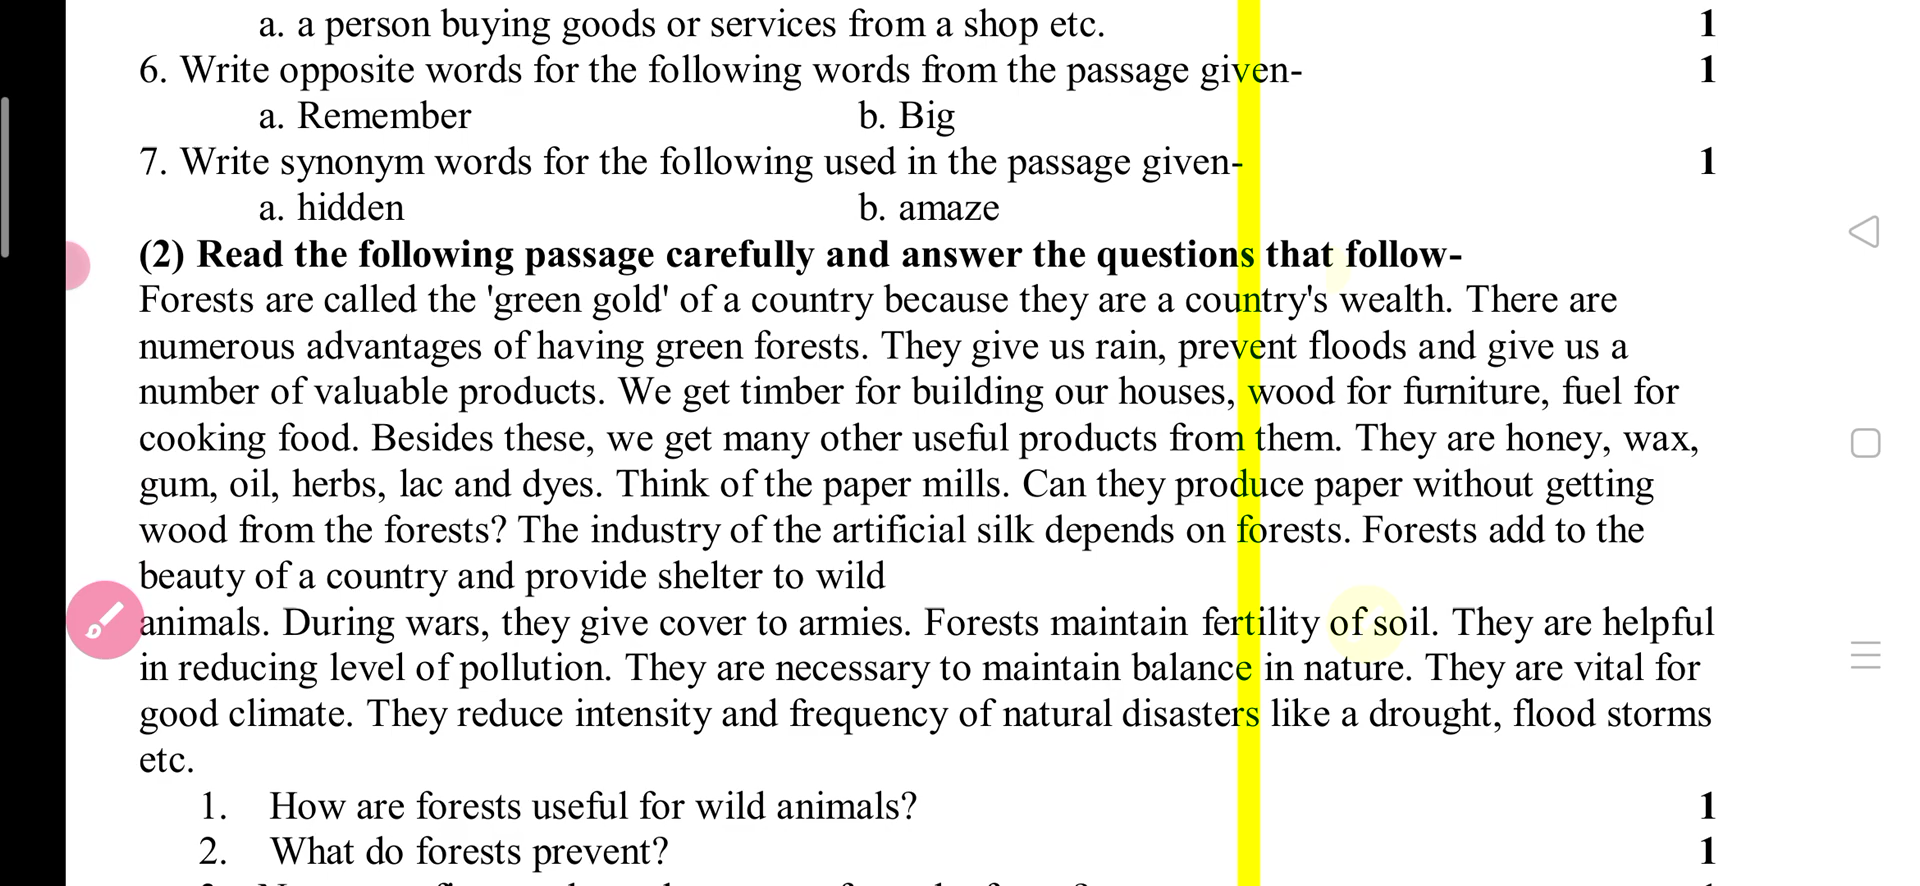 a. a person buying goods or services from a shop etc. 1
6. Write opposite words for the following words from the passage given- 1
a. Remember b. Big
7. Write synonym words for the following used in the passage given- 1
a. hidden b. amaze
(2) Read the following passage carefully and answer the questions that follow-
Forests are called the 'green gold' of a country because they are a country's wealth. There are
numerous advantages of having green forests. They give us rain, prevent floods and give us a
number of valuable products. We get timber for building our houses, wood for furniture, fuel for
cooking food. Besides these, we get many other useful products from them. They are honey, wax,
gum, oil, herbs, lac and dyes. Think of the paper mills. Can they produce paper without getting
wood from the forests? The industry of the artificial silk depends on forests. Forests add to the
beauty of a country and provide shelter to wild
animals. During wars, they give cover to armies. Forests maintain fertility of soil. They are helpful
in reducing level of pollution. They are necessary to maintain balance in nature. They are vital for
good climate. They reduce intensity and frequency of natural disasters like a drought, flood storms
etc.
1. How are forests useful for wild animals? 1
2. What do forests prevent? 1